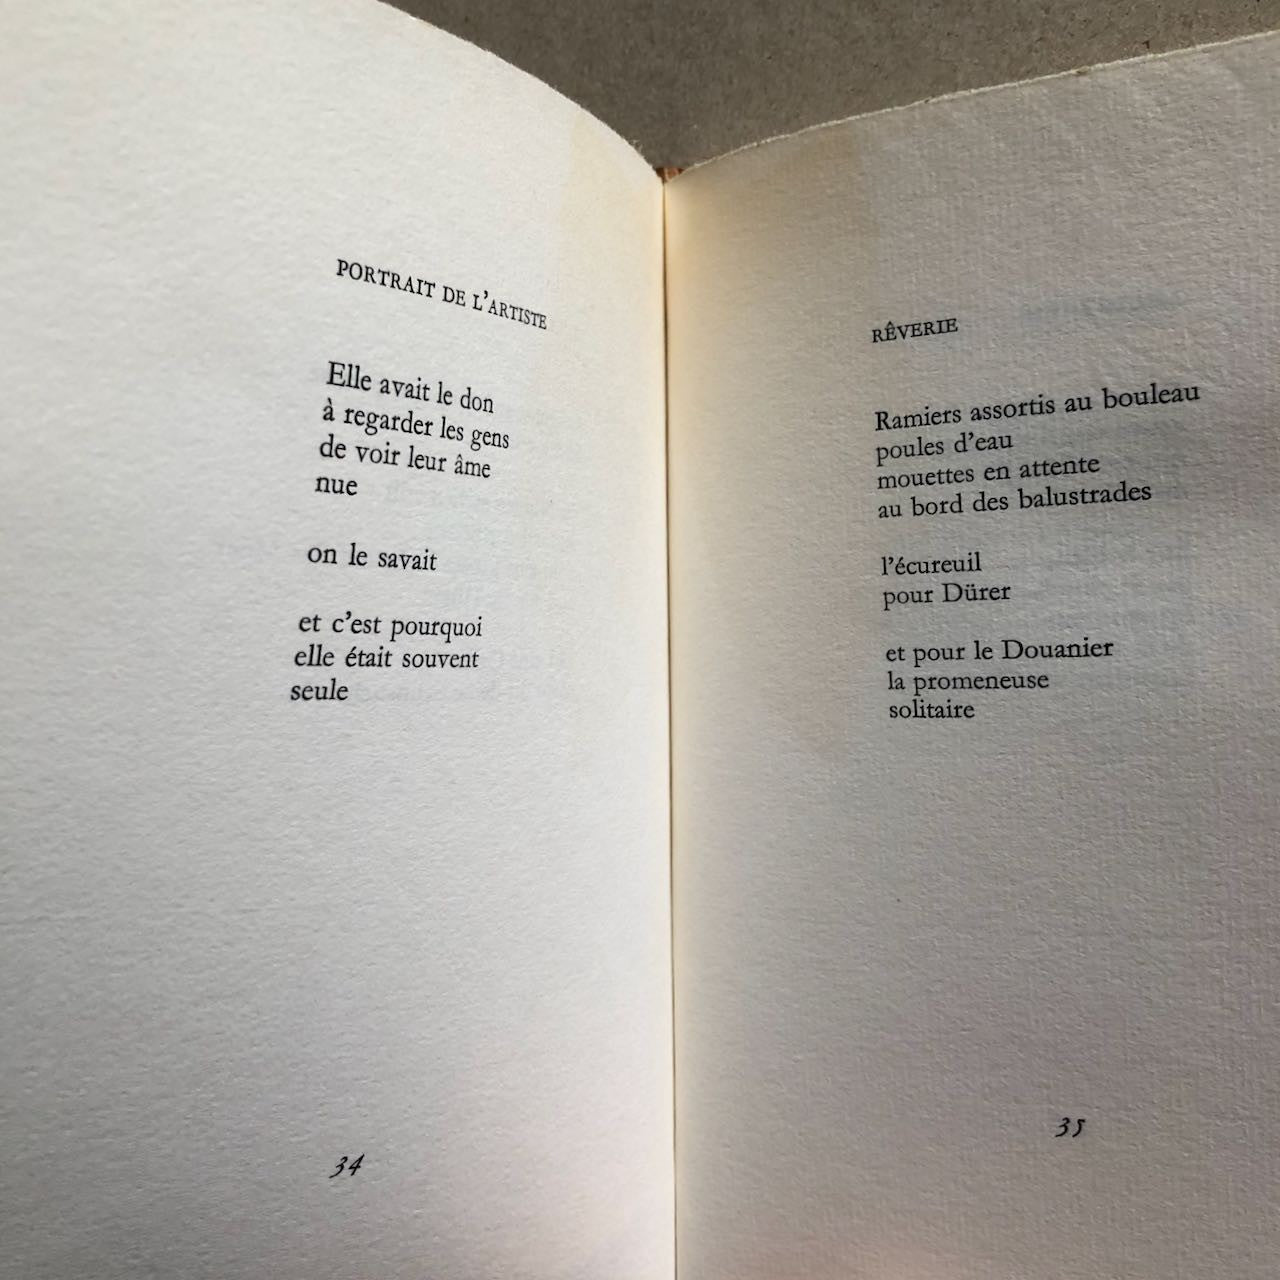 PORTRAIT DE L'ARTISTE
Elle avait le don
à regarder les gens
de voir leur âme
nue
on le savait
et c'est pourquoi
elle était souvent
seule
34
RÊVERIE
Ramiers assortis au bouleau
poules d'eau
mouettes en attente
au bord des balustrades
l'écureuil
pour Dürer
et pour le Douanier
la promeneuse
solitaire
35